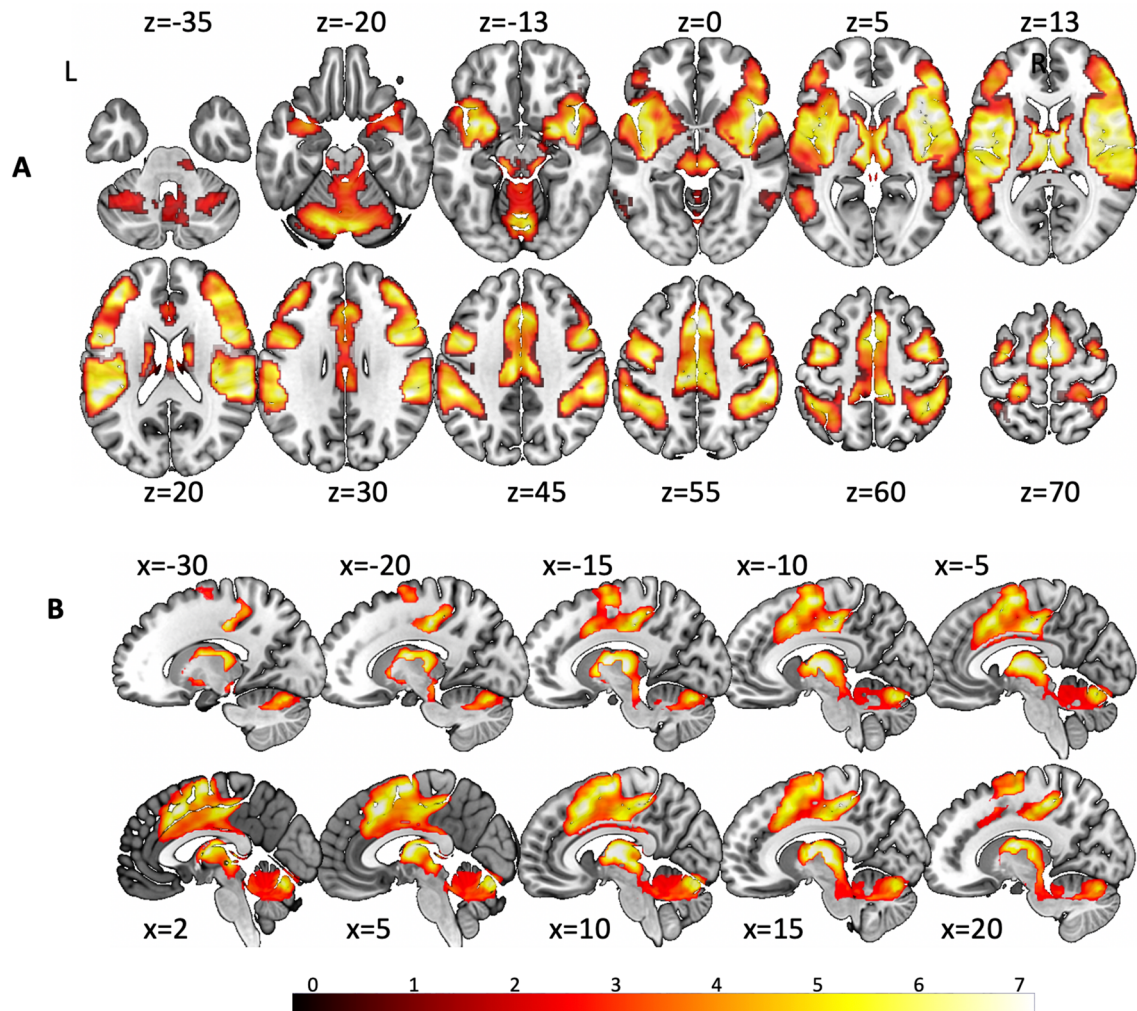 z=-35 z=-20 z=-13 z=0 z=5 z=13
L R
A
z=20 z=30 z=45 z=55 z=60 z=70
x=-30 x=-20 x=-15 x=-10 x=-5
B
x=2 x=5 x=10 x=15 x=20
0 1 2 3 4 5 6 7